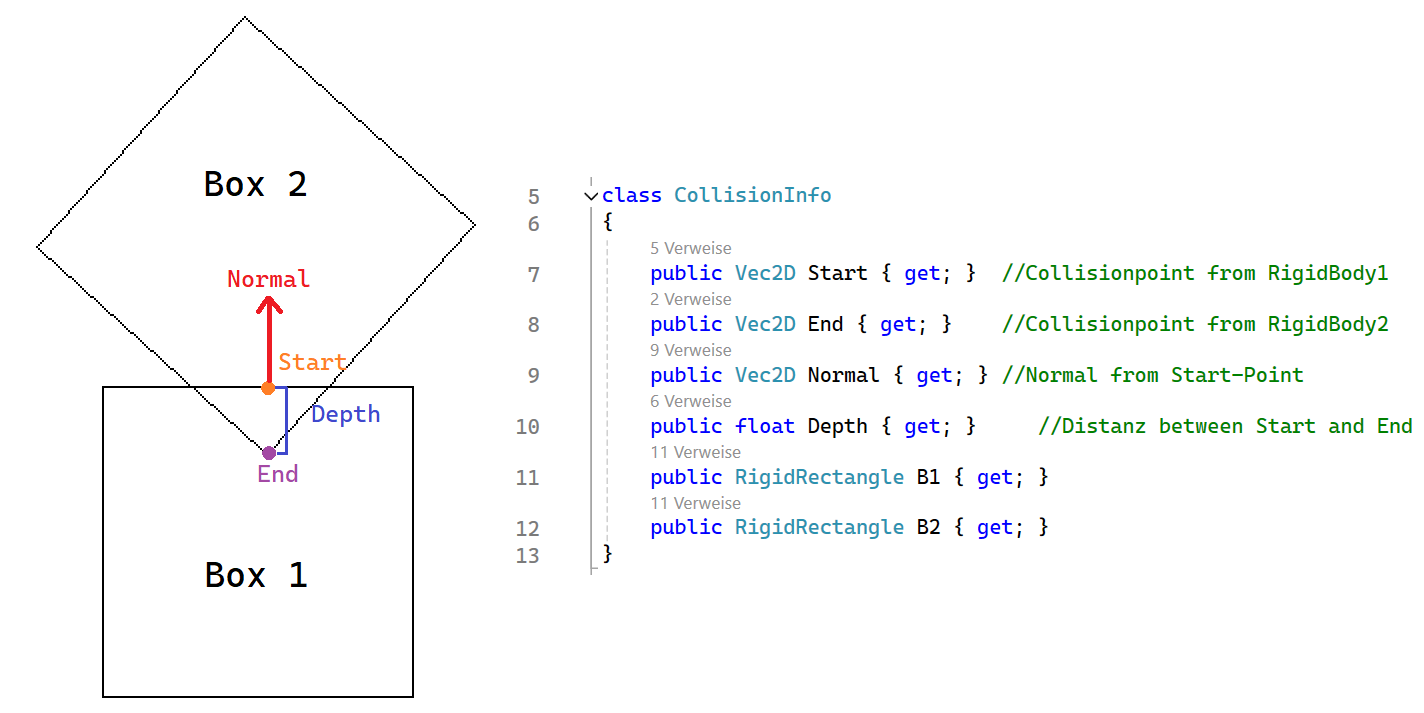 Box 2
Normal
Start
Depth
End
Box 1
5 class CollisionInfo
6 {
5 Verweise
7 public Vec2D Start { get; } //Collisionpoint from RigidBody1
2 Verweise
8 public Vec2D End { get; } //Collisionpoint from RigidBody2
9 Verweise
9 public Vec2D Normal { get; } //Normal from Start-Point
6 Verweise
10 public float Depth { get; } //Distanz between Start and End
11 Verweise
11 public RigidRectangle B1 { get; }
11 Verweise
12 public RigidRectangle B2 { get; }
13 }